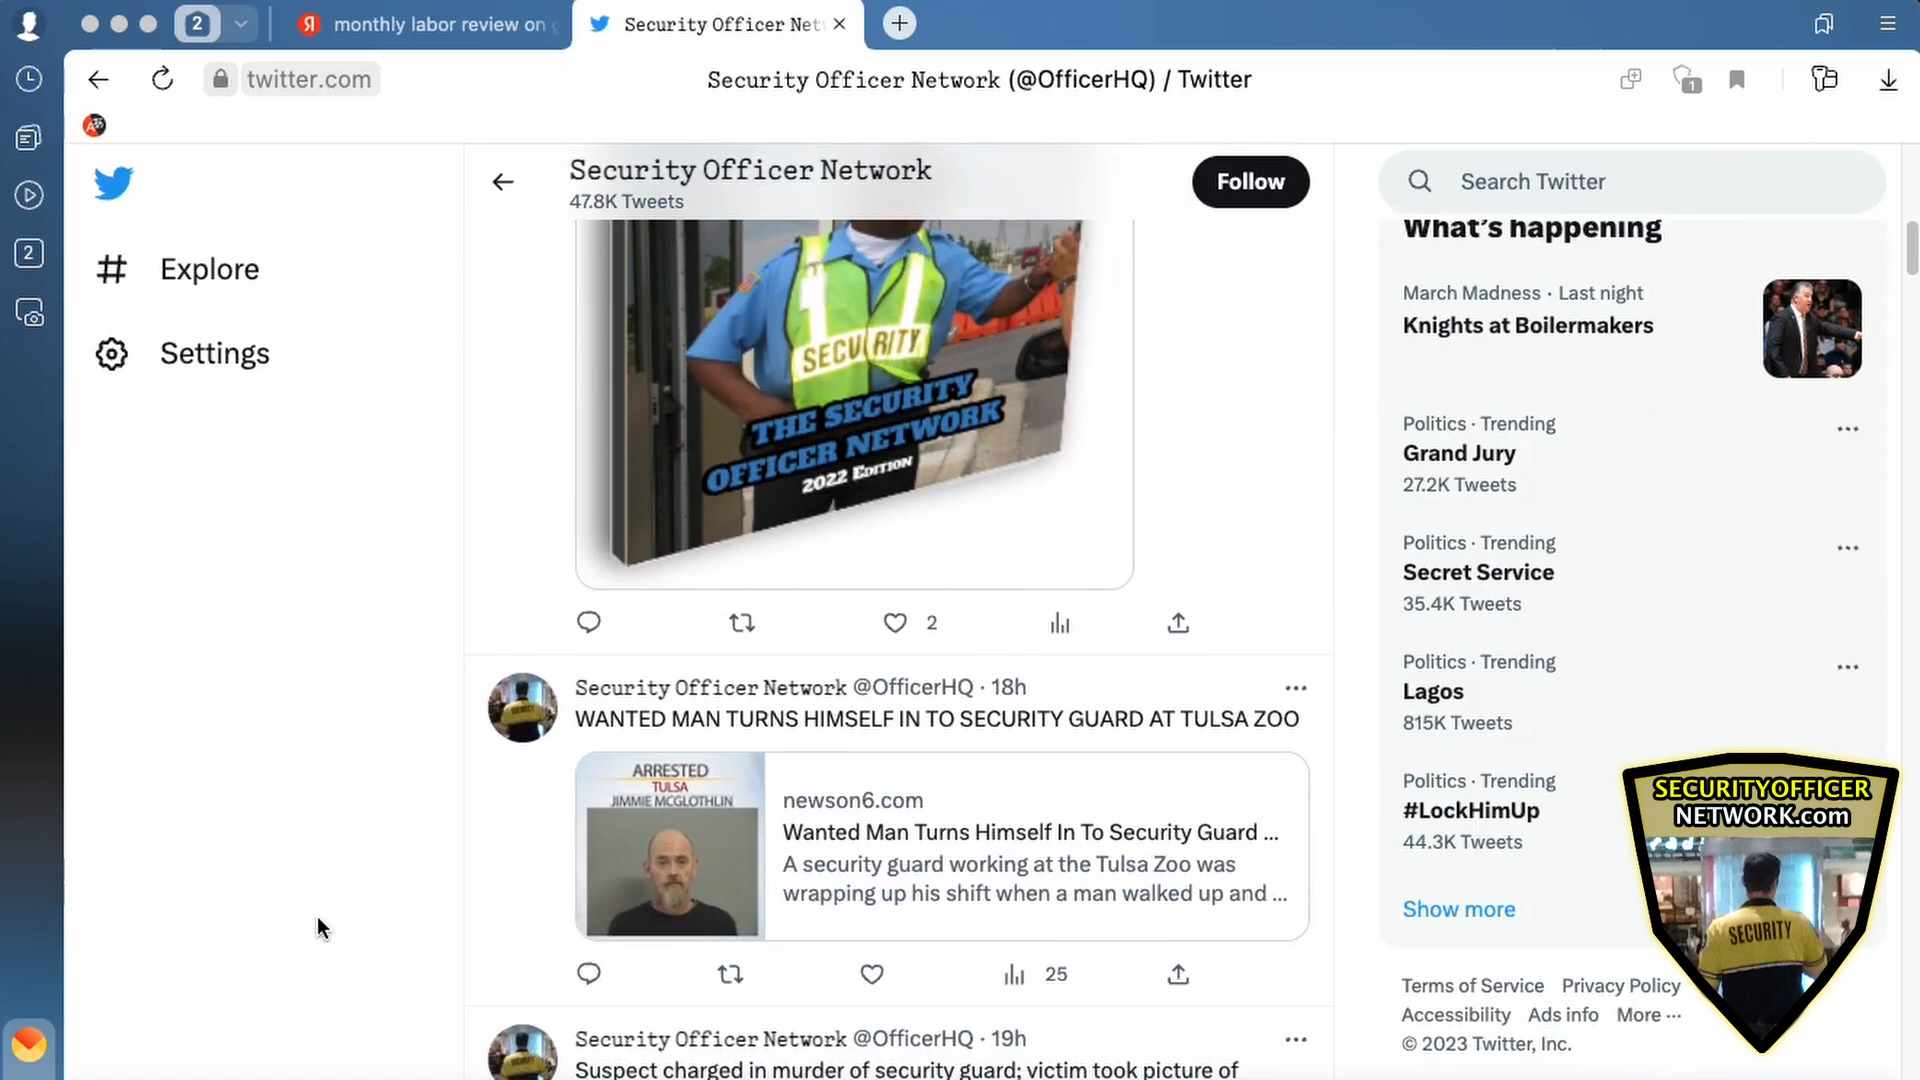 2
monthly labor review on g
Security Officer Net
twitter.com
Security Officer Network (@OfficerHQ) / Twitter
1
2
Explore
Settings
Security Officer Network
47.8K Tweets
Follow
SECURITY
THE SECURITY
OFFICER NETWORK
2022 EDITION
2
Security Officer Network @OfficerHQ · 18h
WANTED MAN TURNS HIMSELF IN TO SECURITY GUARD AT TULSA ZOO
ARRESTED
TULSA
JIMMIE MCGLOTHLIN
newson6.com
Wanted Man Turns Himself In To Security Guard ...
A security guard working at the Tulsa Zoo was
wrapping up his shift when a man walked up and ...
25
Security Officer Network @OfficerHQ · 19h
Suspect charged in murder of security guard; victim took picture of
Search Twitter
What's happening
March Madness · Last night
Knights at Boilermakers
Politics · Trending
Grand Jury
27.2K Tweets
Politics · Trending
Secret Service
35.4K Tweets
Politics · Trending
Lagos
815K Tweets
Politics · Trending
#LockHimUp
44.3K Tweets
Show more
Terms of Service Privacy Policy
Accessibility Ads info More ...
© 2023 Twitter, Inc.
SECURITYOFFICER
NETWORK.com
SECURITY